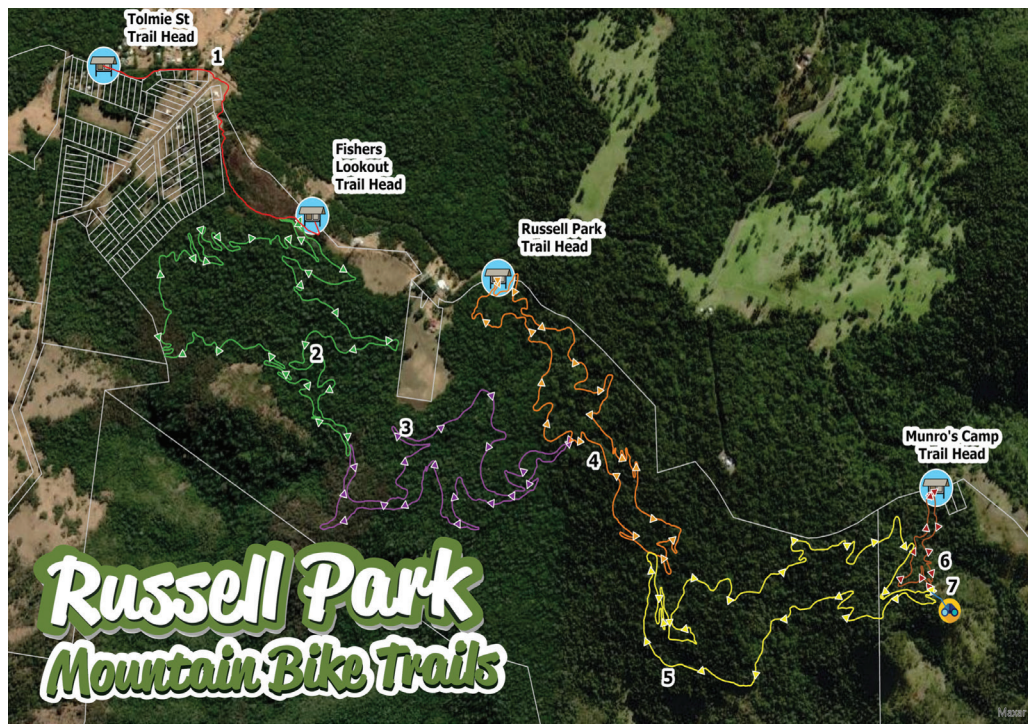 Tolmie St
Trail Head
1
Fishers
Lookout
Trail Head
Russell Park
Trail Head
2
3
4
Munro's Camp
Trail Head
6
7
5
Russell Park
Mountain Bike Trails
Maxar